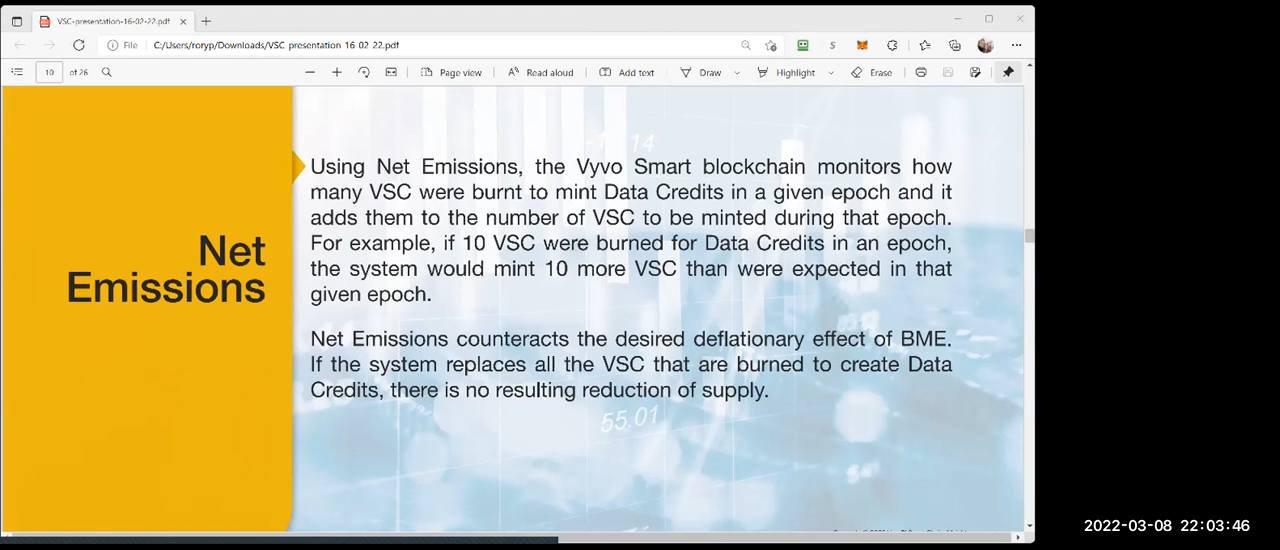 VSC-presentation-16-02-22.pdf
File C:/Users/roryp/Downloads/VSC presentation 16 02 22.pdf
10 of 26 Page view Read aloud Add text Draw Highlight Erase
14
Using Net Emissions, the Vyvo Smart blockchain monitors how
many VSC were burnt to mint Data Credits in a given epoch and it
adds them to the number of VSC to be minted during that epoch.
For example, if 10 VSC were burned for Data Credits in an epoch,
the system would mint 10 more VSC than were expected in that
given epoch.
Net
Emissions
Net Emissions counteracts the desired deflationary effect of BME.
If the system replaces all the VSC that are burned to create Data
Credits, there is no resulting reduction of supply.
55.01
2022-03-08 22:03:46